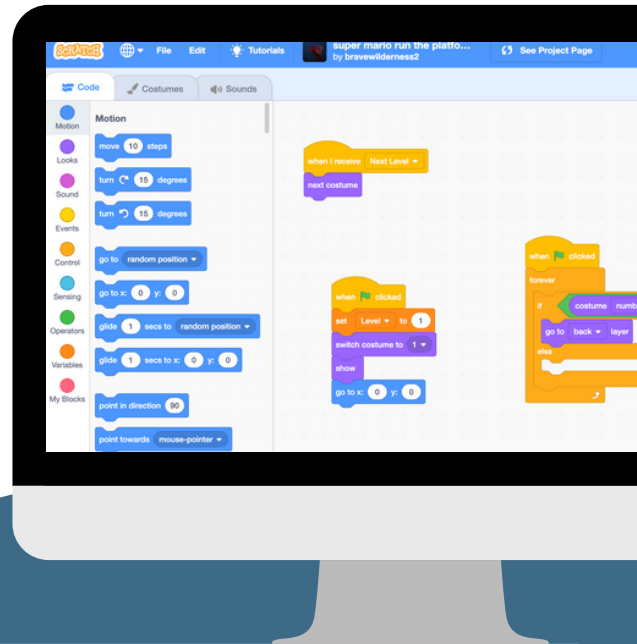 SCRATCH File Edit Tutorials super mario run the platfo... See Project Page
by bravewilderness2
Code Costumes Sounds
Motion
Looks
Sound
Events
Control
Sensing
Operators
Variables
My Blocks
Motion
move 10 steps
turn 15 degrees
turn 15 degrees
go to random position
go to x: 0 y: 0
glide 1 secs to random position
glide 1 secs to x: 0 y: 0
point in direction 90
point towards mouse-pointer
when I receive Next Level
next costume
when clicked
set Level to 1
switch costume to 1
show
go to x: 0 y: 0
when clicked
forever
if costume numb
go to back layer
else